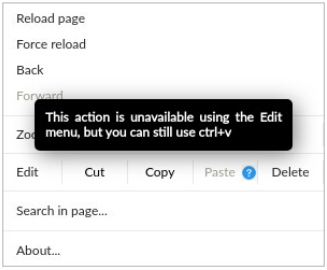 Reload page
Force reload
Back
Forward
This action is unavailable using the Edit
menu, but you can still use ctrl+v
Edit Cut Copy Paste ? Delete
Search in page...
About...